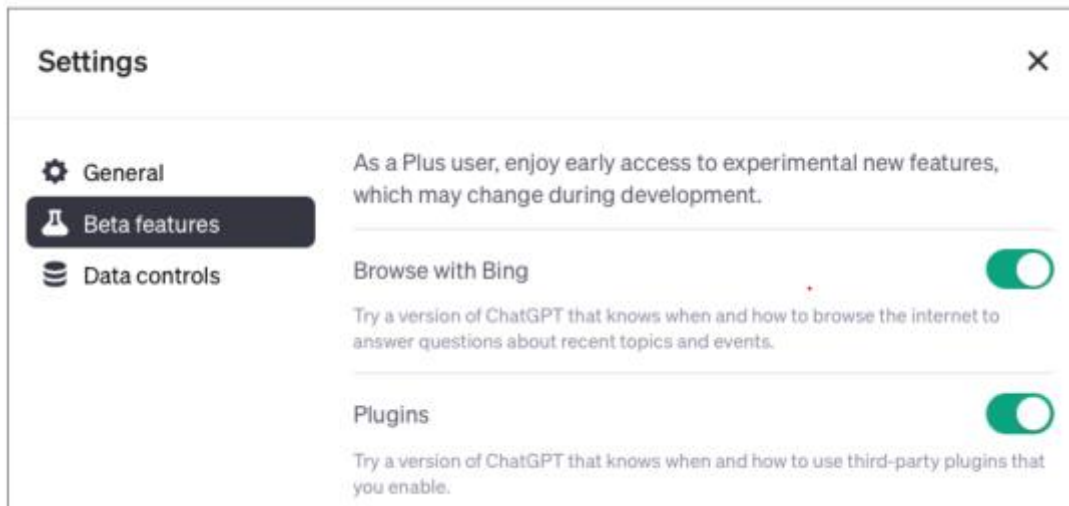 Settings
General
Beta features
Data controls
As a Plus user, enjoy early access to experimental new features,
which may change during development.
Browse with Bing
Try a version of ChatGPT that knows when and how to browse the internet to
answer questions about recent topics and events.
Plugins
Try a version of ChatGPT that knows when and how to use third-party plugins that
you enable.